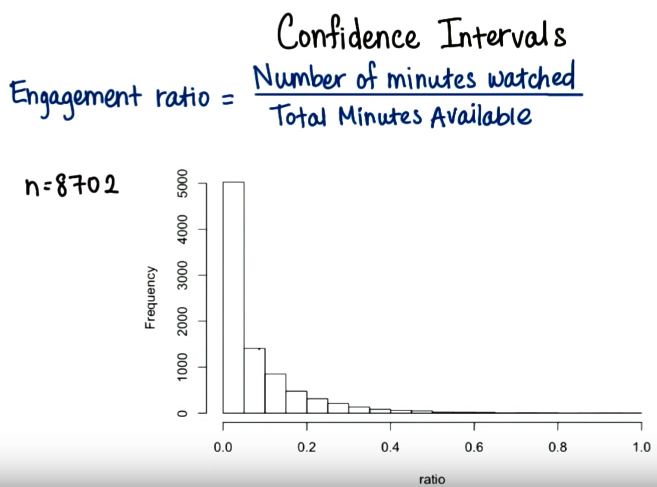 Confidence Intervals
Engagement ratio = Number of minutes watched
Total Minutes Available
n=8702
5000
4000
3000
2000
1000
0
Frequency
0.0 0.2 0.4 0.6 0.8 1.0
ratio